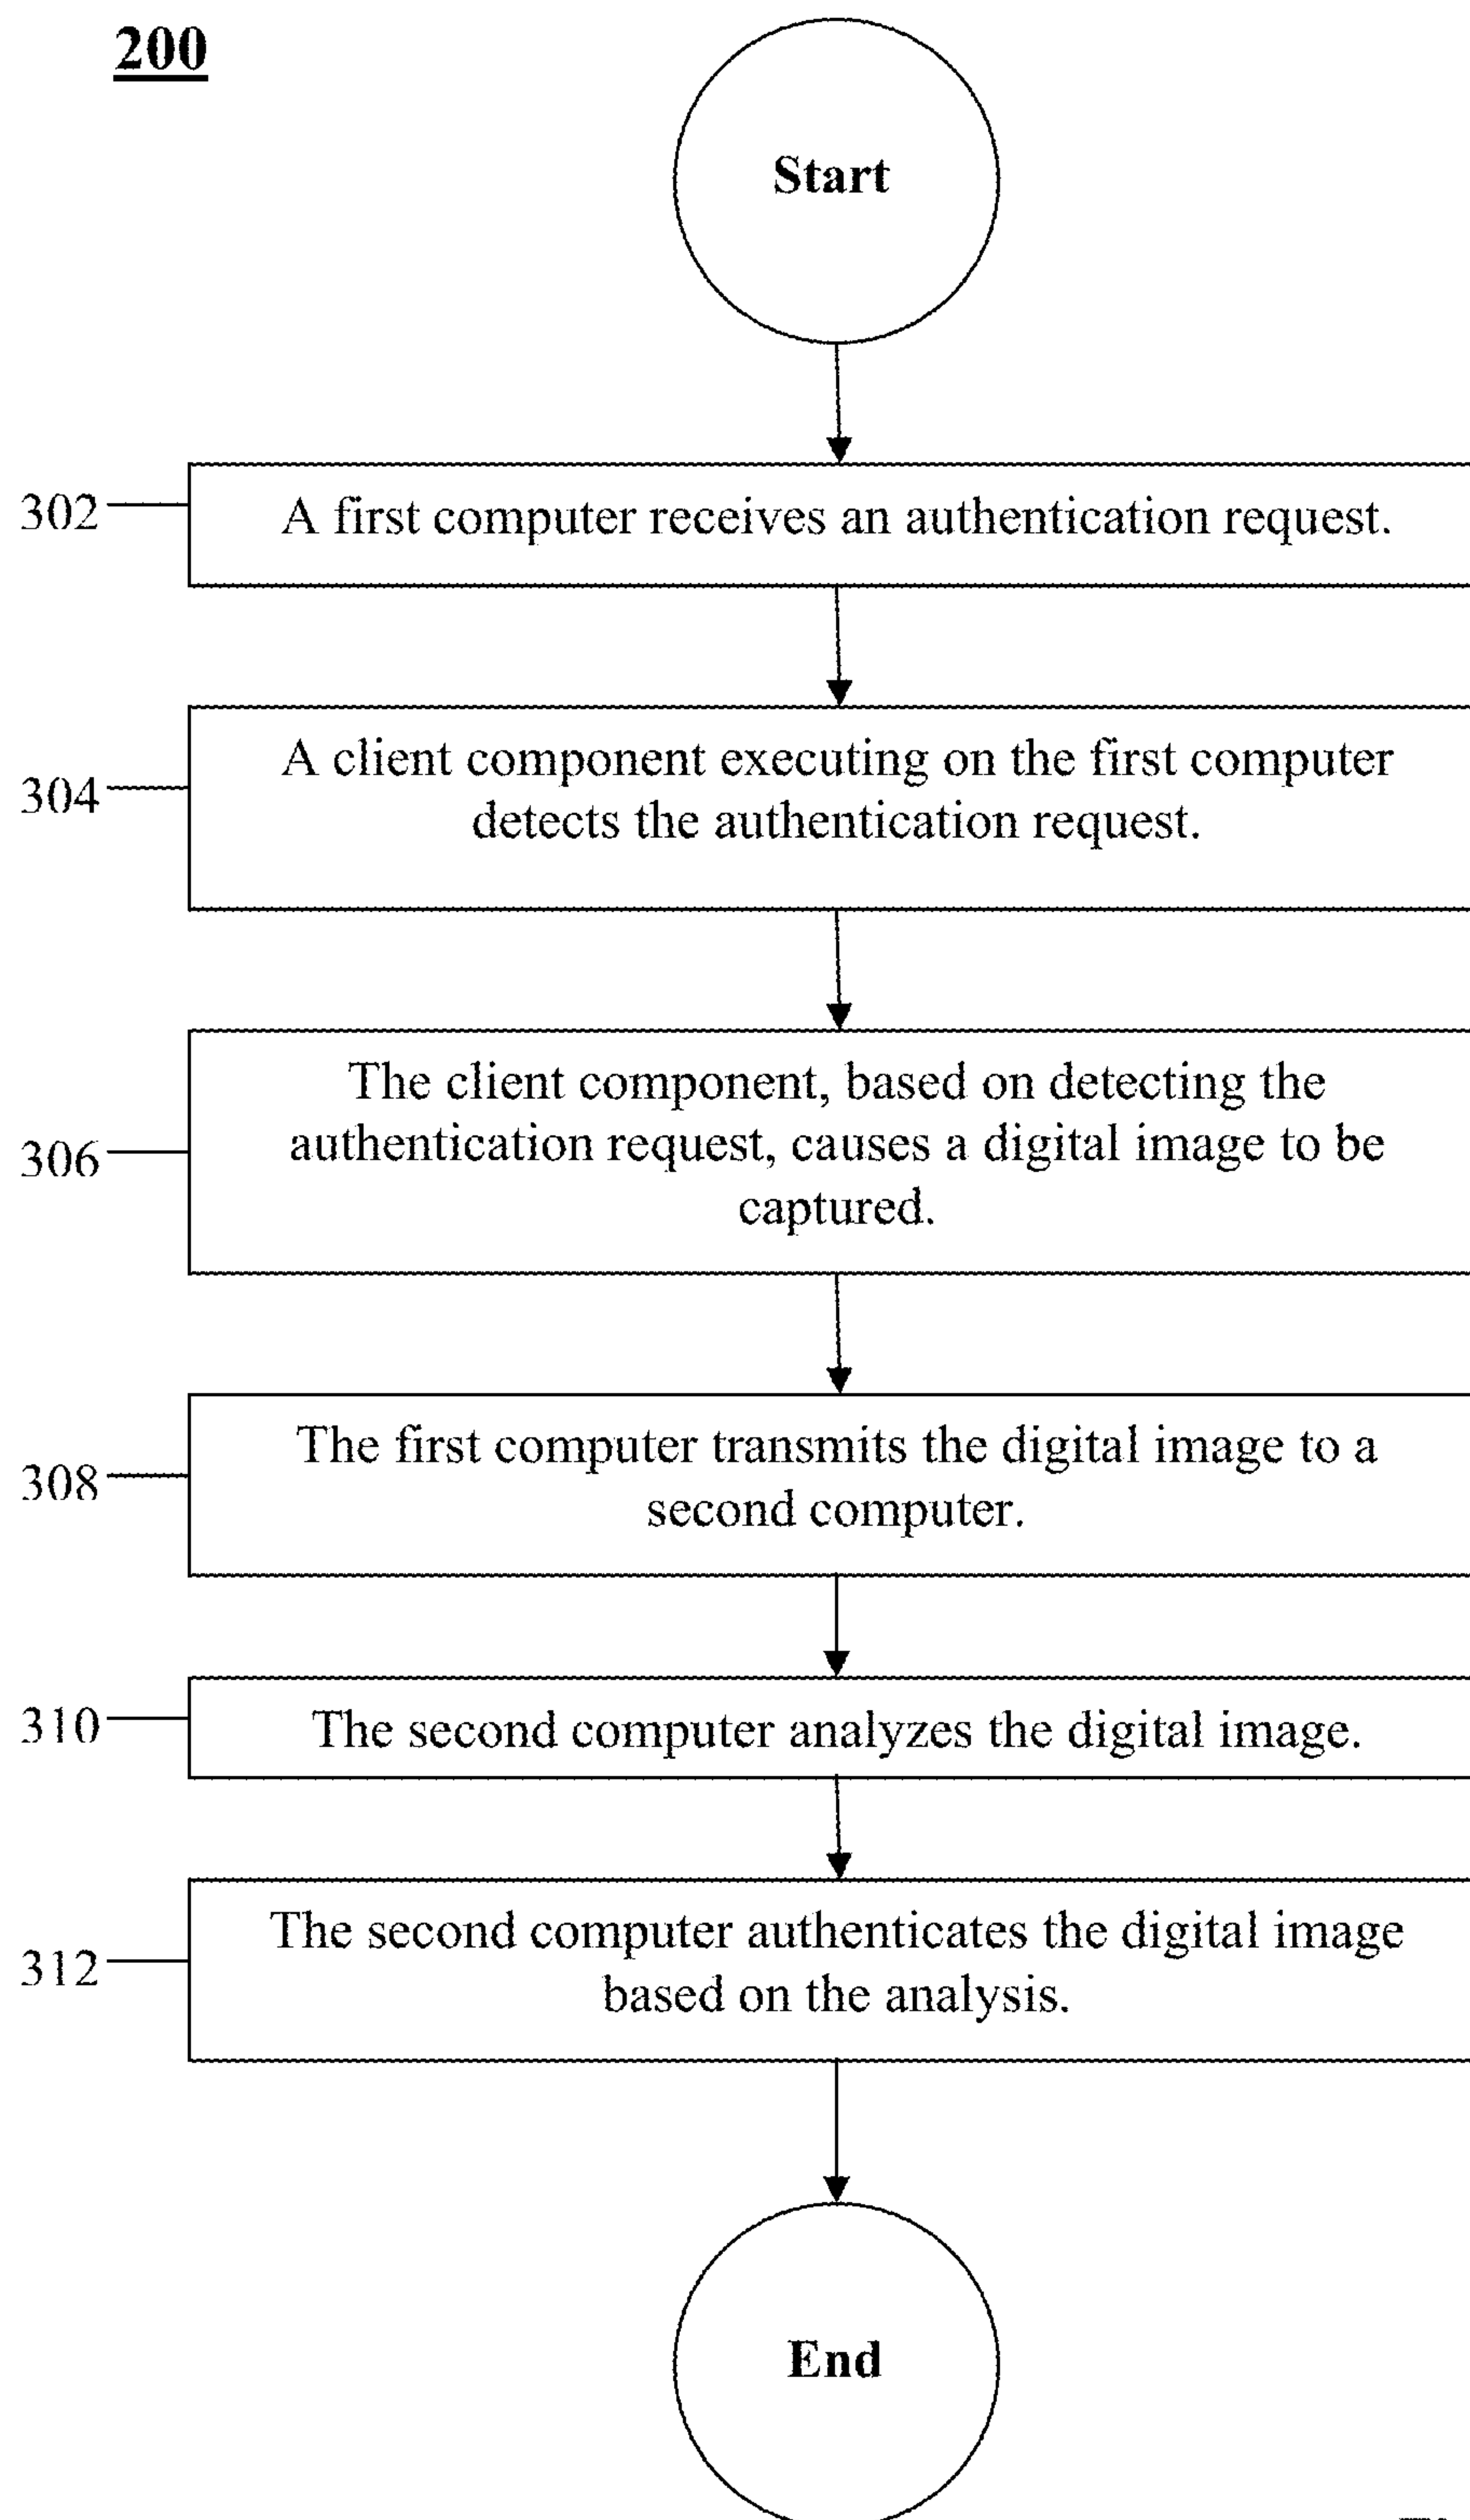 200
Start
302
A first computer receives an authentication request.
304
A client component executing on the first computer
detects the authentication request.
306
The client component, based on detecting the
authentication request, causes a digital image to be
captured.
308
The first computer transmits the digital image to a
second computer.
310
The second computer analyzes the digital image.
312
The second computer authenticates the digital image
based on the analysis.
End